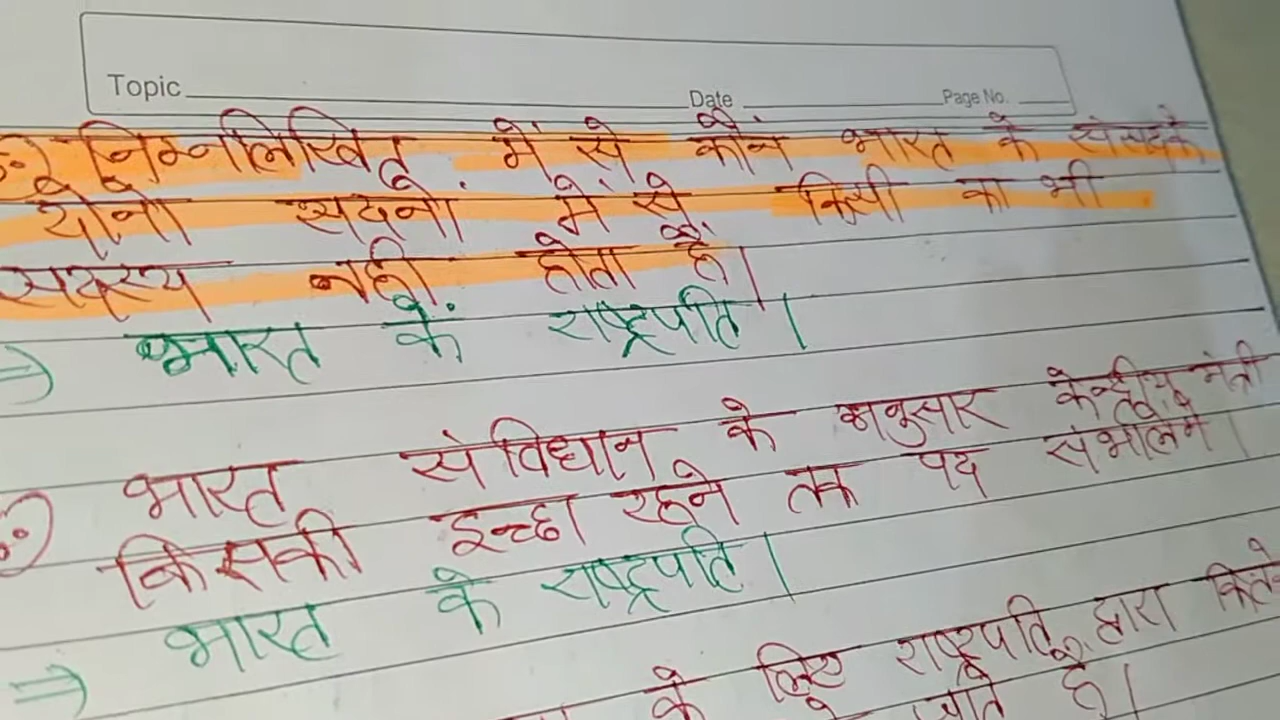 Topic Date Page No.
निम्नलिखित में से कौन भारत के संसद के
दोनों सदनों में से किसी का भी
सदस्य नही होता हैं।
⇒ भारत कें राष्ट्रपति।
भारत संविधान के अनुसार केन्द्रीय मंत्री
किसकी इच्छा रहने तक पद संभालेंगे।
⇒ भारत के राष्ट्रपति।
के लिए राष्ट्रपति द्वारा
जाते है।